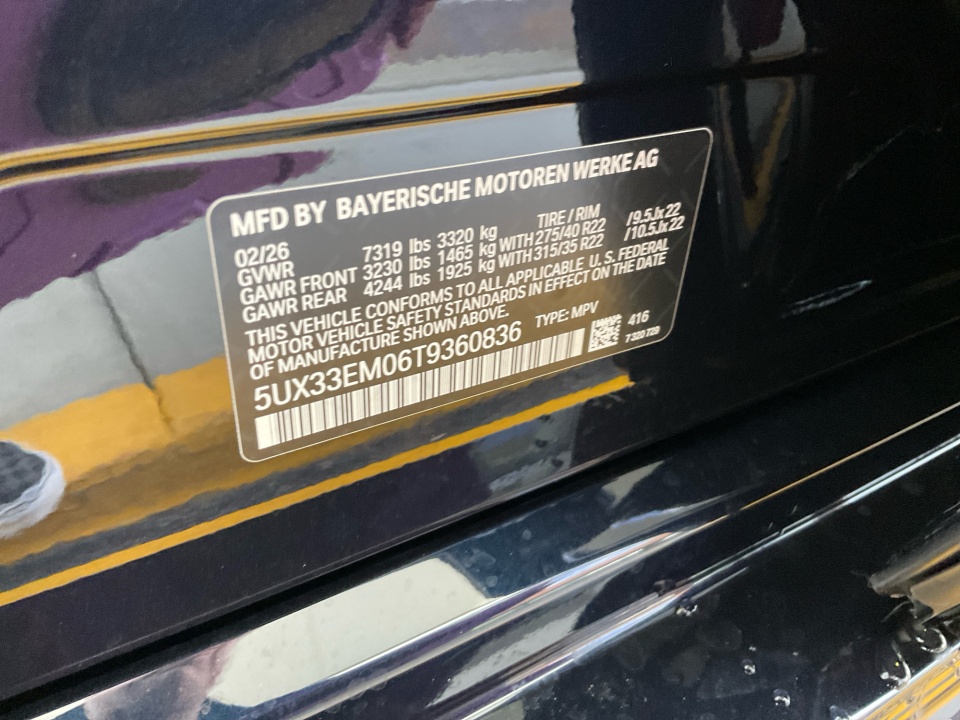 MFD BY BAYERISCHE MOTOREN WERKE AG
02/26 TIRE / RIM
GVWR 7319 lbs 3320 kg
GAWR FRONT 3230 lbs 1465 kg WITH 275/40 R22 /9.5Jx22
GAWR REAR 4244 lbs 1925 kg WITH 315/35 R22 /10.5Jx22
THIS VEHICLE CONFORMS TO ALL APPLICABLE U.S. FEDERAL
MOTOR VEHICLE SAFETY STANDARDS IN EFFECT ON THE DATE
OF MANUFACTURE SHOWN ABOVE.
5UX33EM06T9360836 TYPE: MPV 416
7 320 729